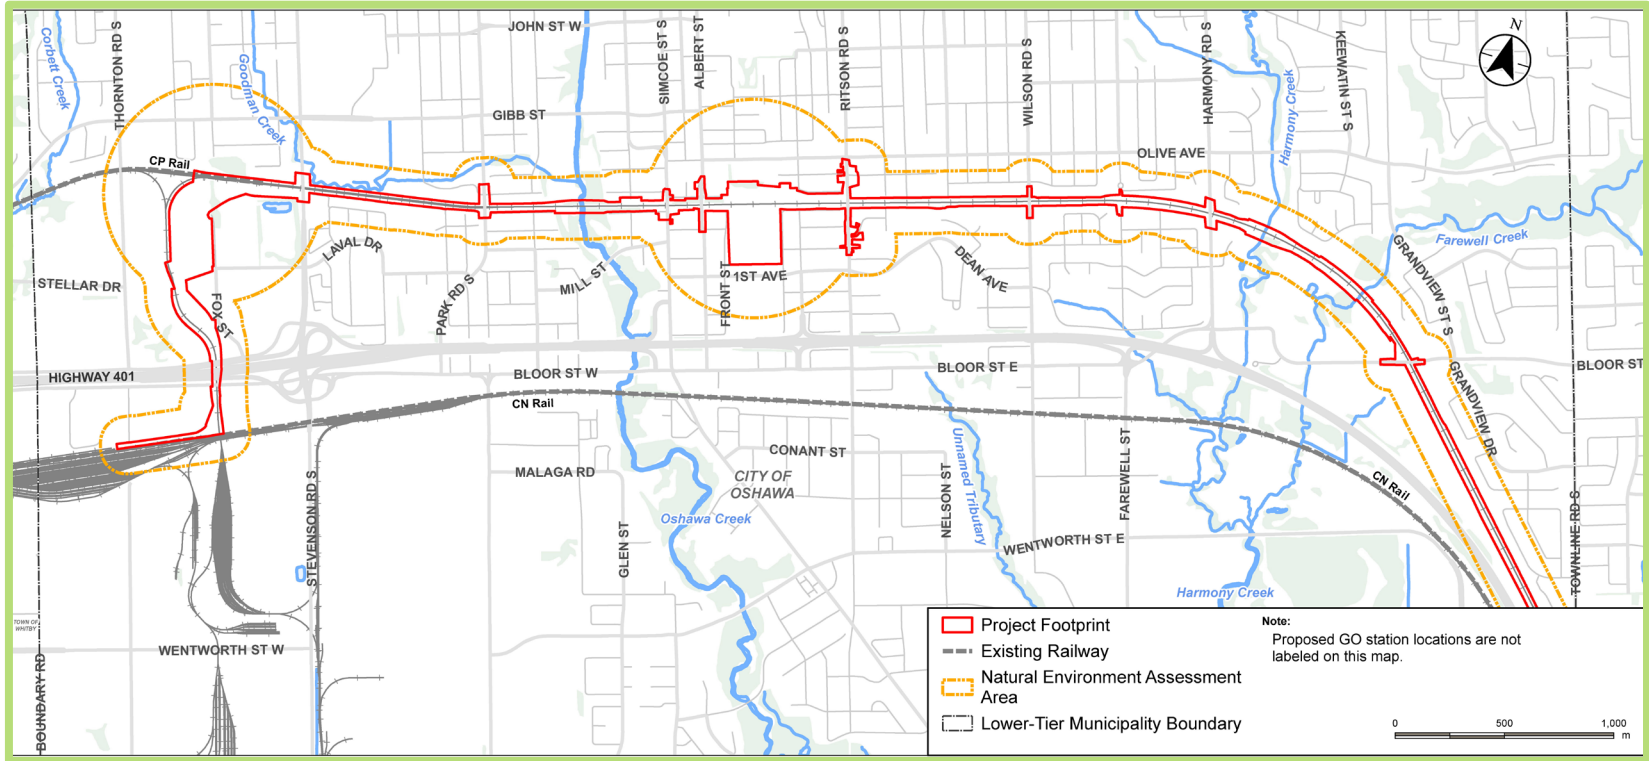 JOHN ST W
N
Corbett Creek
THORNTON RD S
Goodman Creek
SIMCOE ST S
ALBERT ST
RITSON RD S
WILSON RD S
HARMONY RD S
Harmony Creek
KEEWATIN ST S
GIBB ST
CP Rail
OLIVE AVE
LAVAL DR
STELLAR DR
FOX ST
PARK RD S
MILL ST
FRONT ST
1ST AVE
DEAN AVE
Farewell Creek
GRANDVIEW ST S
HIGHWAY 401
BLOOR ST W
BLOOR ST E
BLOOR ST
GRANDVIEW DR
CN Rail
CONANT ST
MALAGA RD
CITY OF
OSHAWA
NELSON ST
Unnamed Tributary
FAREWELL ST
CN Rail
STEVENSON RD S
GLEN ST
Oshawa Creek
WENTWORTH ST E
TOWNLINE RD S
Harmony Creek
TOWN OF
WHITBY
WENTWORTH ST W
BOUNDARY RD
Project Footprint
Existing Railway
Natural Environment Assessment
Area
Lower-Tier Municipality Boundary
Note:
Proposed GO station locations are not
labeled on this map.
0 500 1,000
m